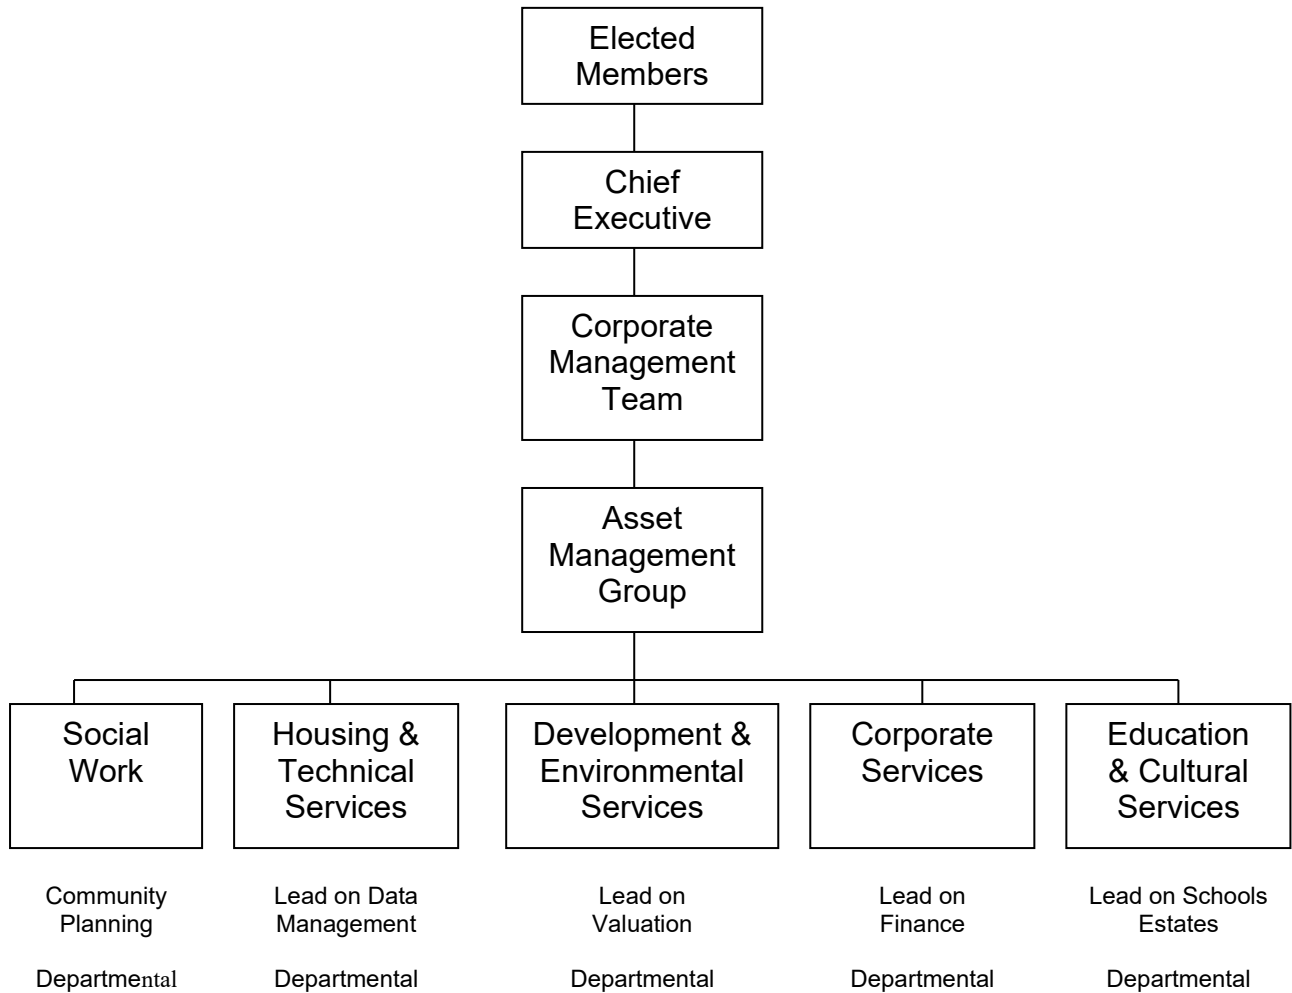 Elected
Members
Chief
Executive
Corporate
Management
Team
Asset
Management
Group
Social
Work
Housing &
Technical
Services
Development &
Environmental
Services
Corporate
Services
Education
& Cultural
Services
Community
Planning
Lead on Data
Management
Lead on
Valuation
Lead on
Finance
Lead on Schools
Estates
Departmental
Departmental
Departmental
Departmental
Departmental